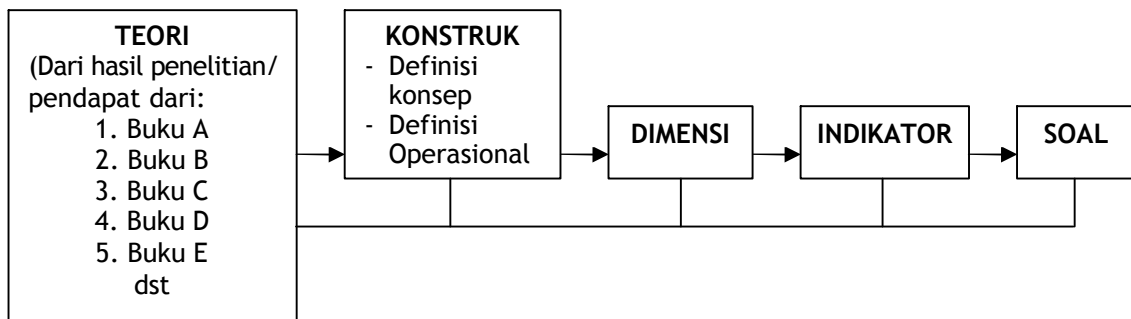 TEORI
(Dari hasil penelitian/
pendapat dari:
1. Buku A
2. Buku B
3. Buku C
4. Buku D
5. Buku E
dst
KONSTRUK
- Definisi
konsep
- Definisi
Operasional
DIMENSI
INDIKATOR
SOAL